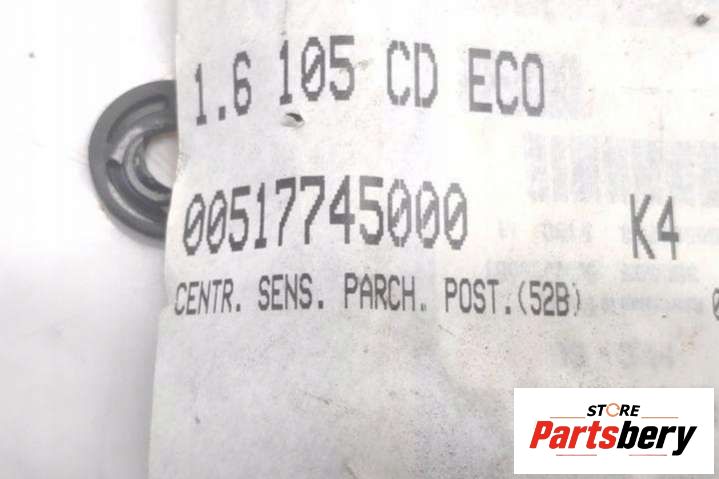 1.6 105 CD ECO
00517745000 K4
CENTR. SENS. PARCH. POST.(52B)
STORE
Partsbery